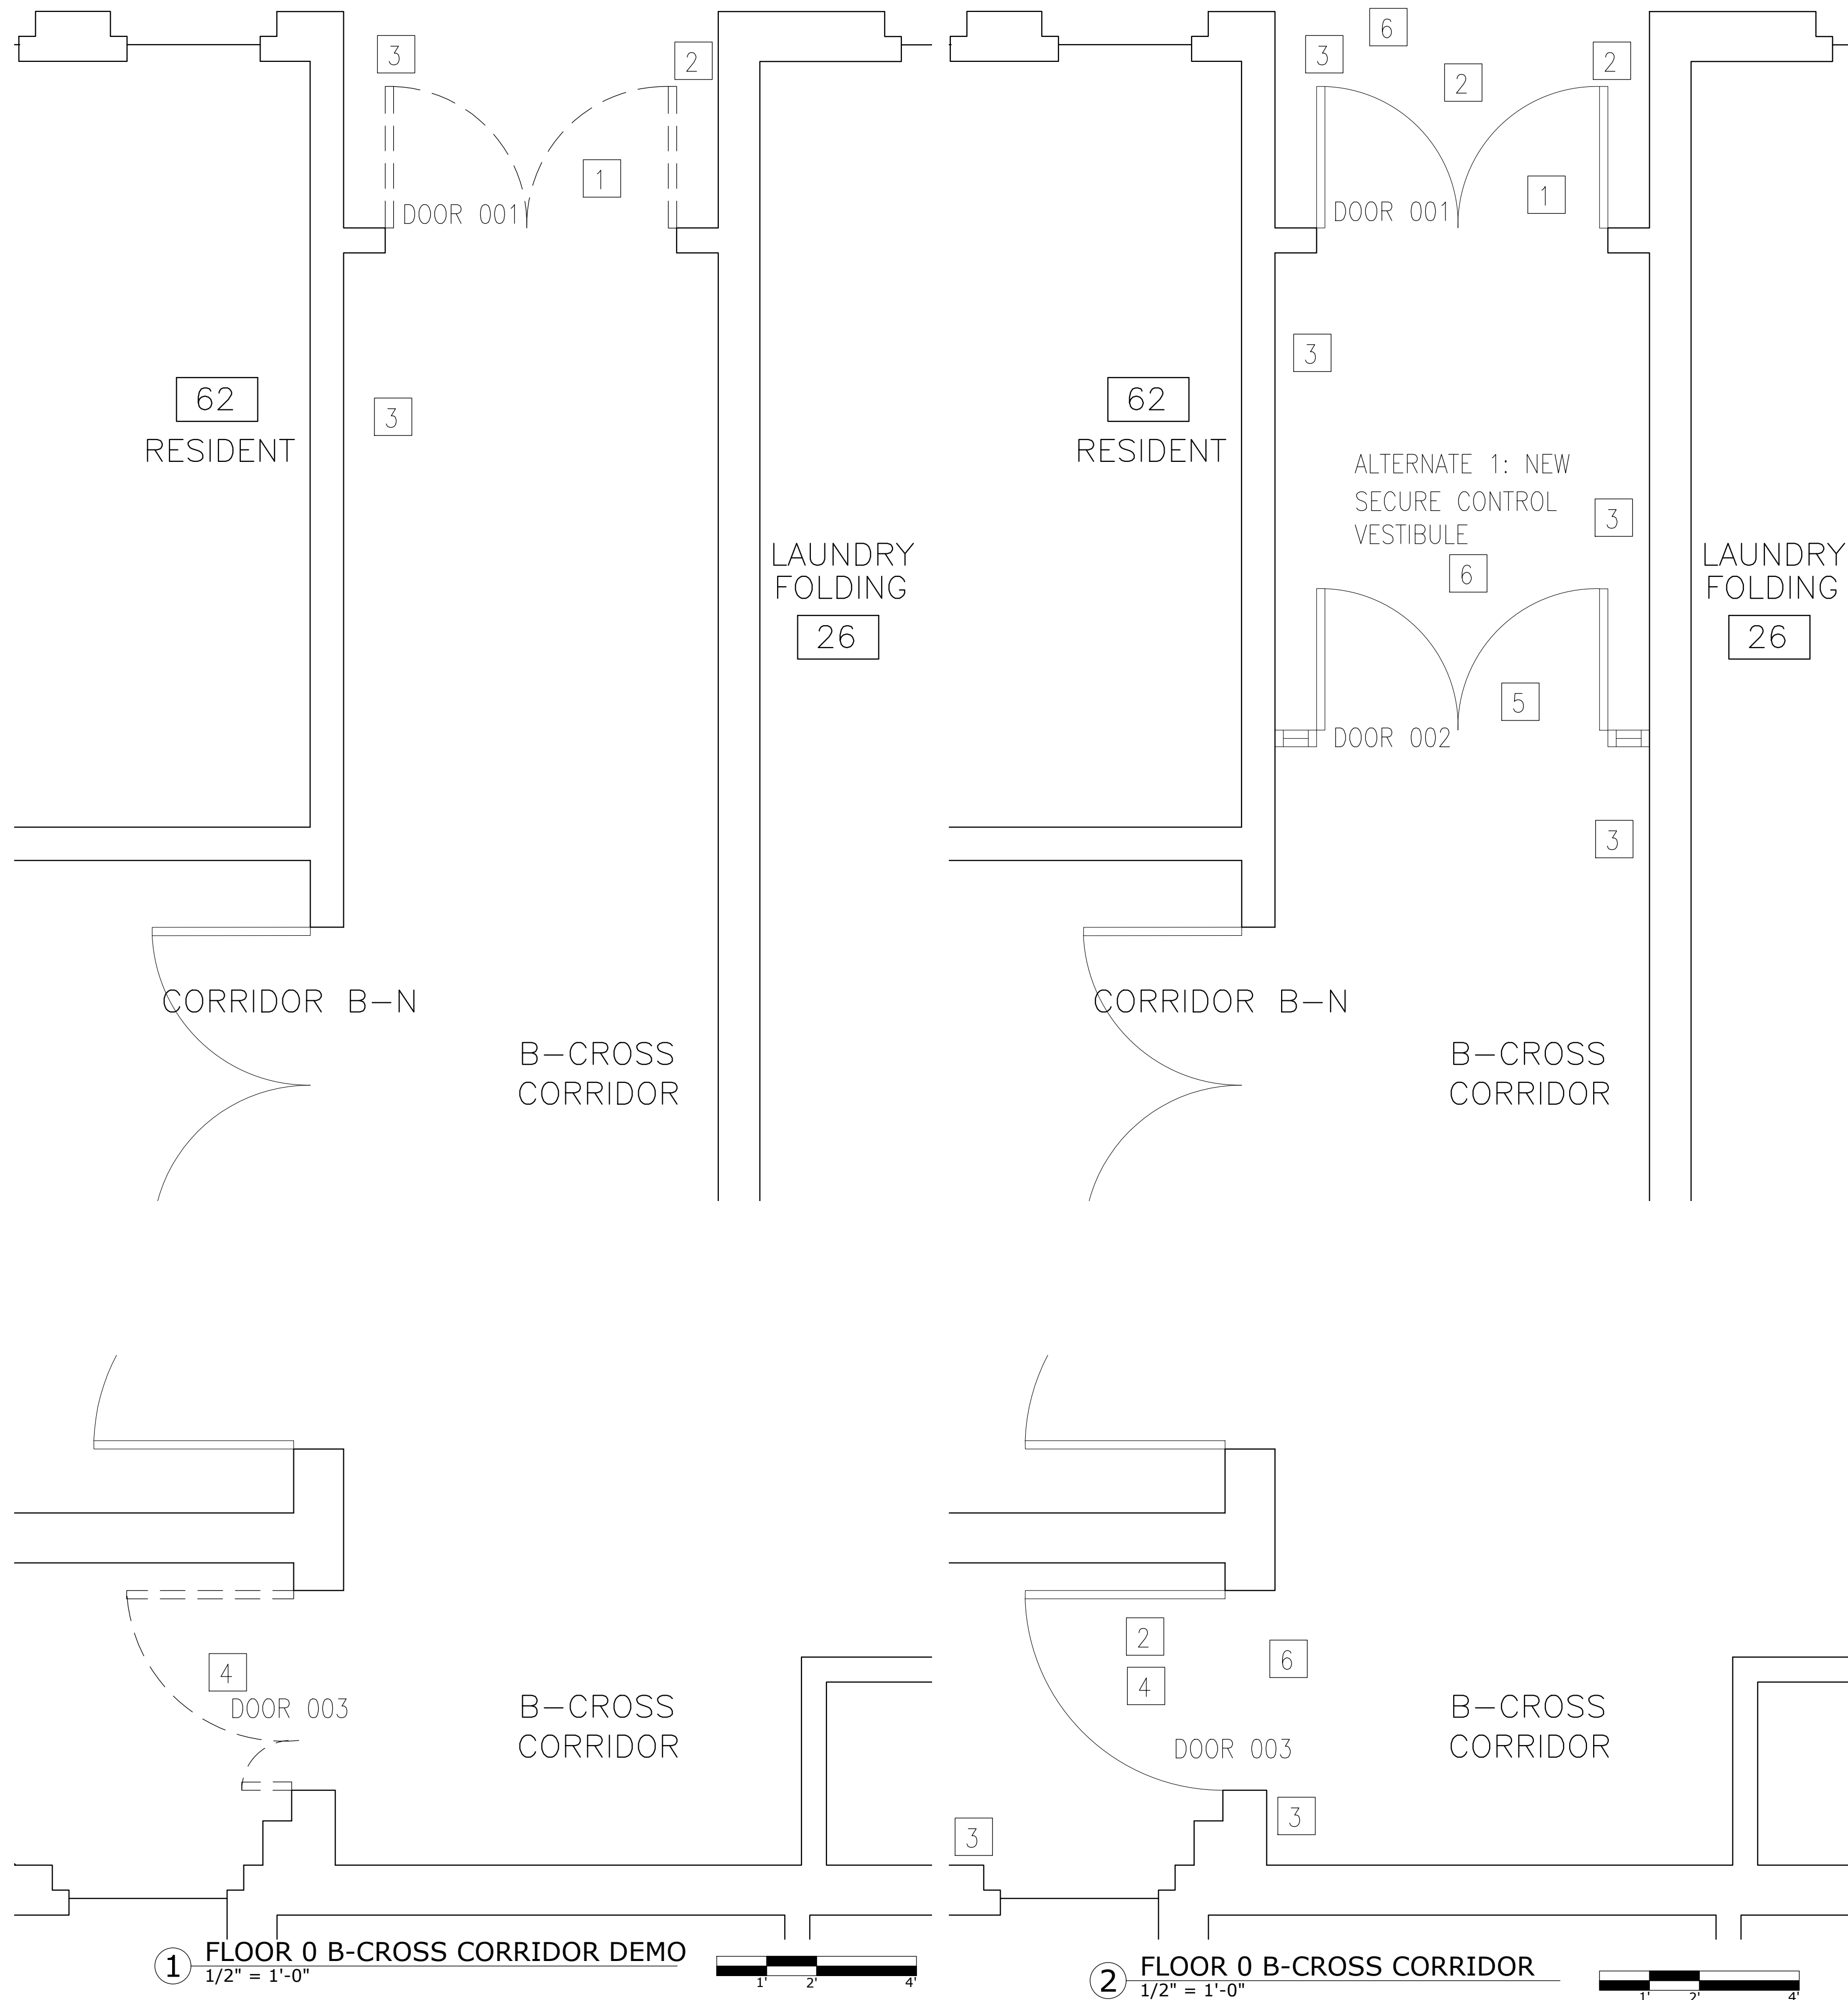 3
2
1
DOOR 001
62
RESIDENT
3
LAUNDRY
FOLDING
26
CORRIDOR B-N
B-CROSS
CORRIDOR
4
DOOR 003
B-CROSS
CORRIDOR
1
FLOOR 0 B-CROSS CORRIDOR DEMO
1/2" = 1'-0"
1' 2' 4'
6
3
2
2
1
DOOR 001
3
62
RESIDENT
ALTERNATE 1: NEW
SECURE CONTROL
VESTIBULE
3
6
LAUNDRY
FOLDING
26
5
DOOR 002
3
CORRIDOR B-N
B-CROSS
CORRIDOR
2
6
4
DOOR 003
B-CROSS
CORRIDOR
3
3
2
FLOOR 0 B-CROSS CORRIDOR
1/2" = 1'-0"
1' 2' 4'